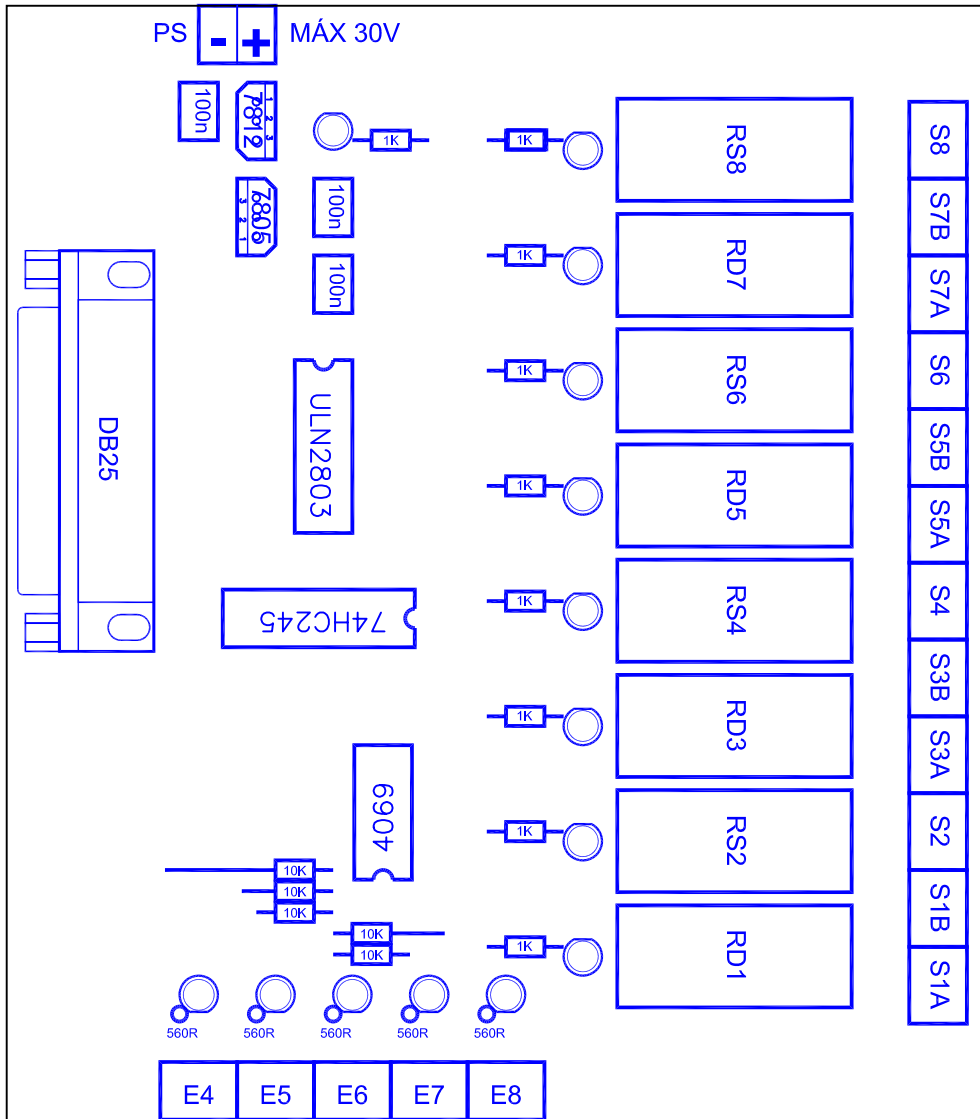 PS - + MÁX 30V
100n
7812
1 2 3
1K
1K
RS8
S8
7805
3 2 1
100n
S7B
1K
RD7
100n
S7A
1K
RS6
S6
DB25
ULN2803
S5B
1K
RD5
S5A
74HC245
1K
RS4
S4
S3B
1K
RD3
S3A
4069
1K
RS2
S2
10K
10K
10K
S1B
10K
10K
1K
RD1
S1A
560R 560R 560R 560R 560R
E4 E5 E6 E7 E8